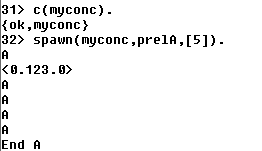 31> c(myconc).
{ok,myconc}
32> spawn(myconc,prelA,[5]).
A
<0.123.0>
A
A
A
A
End A